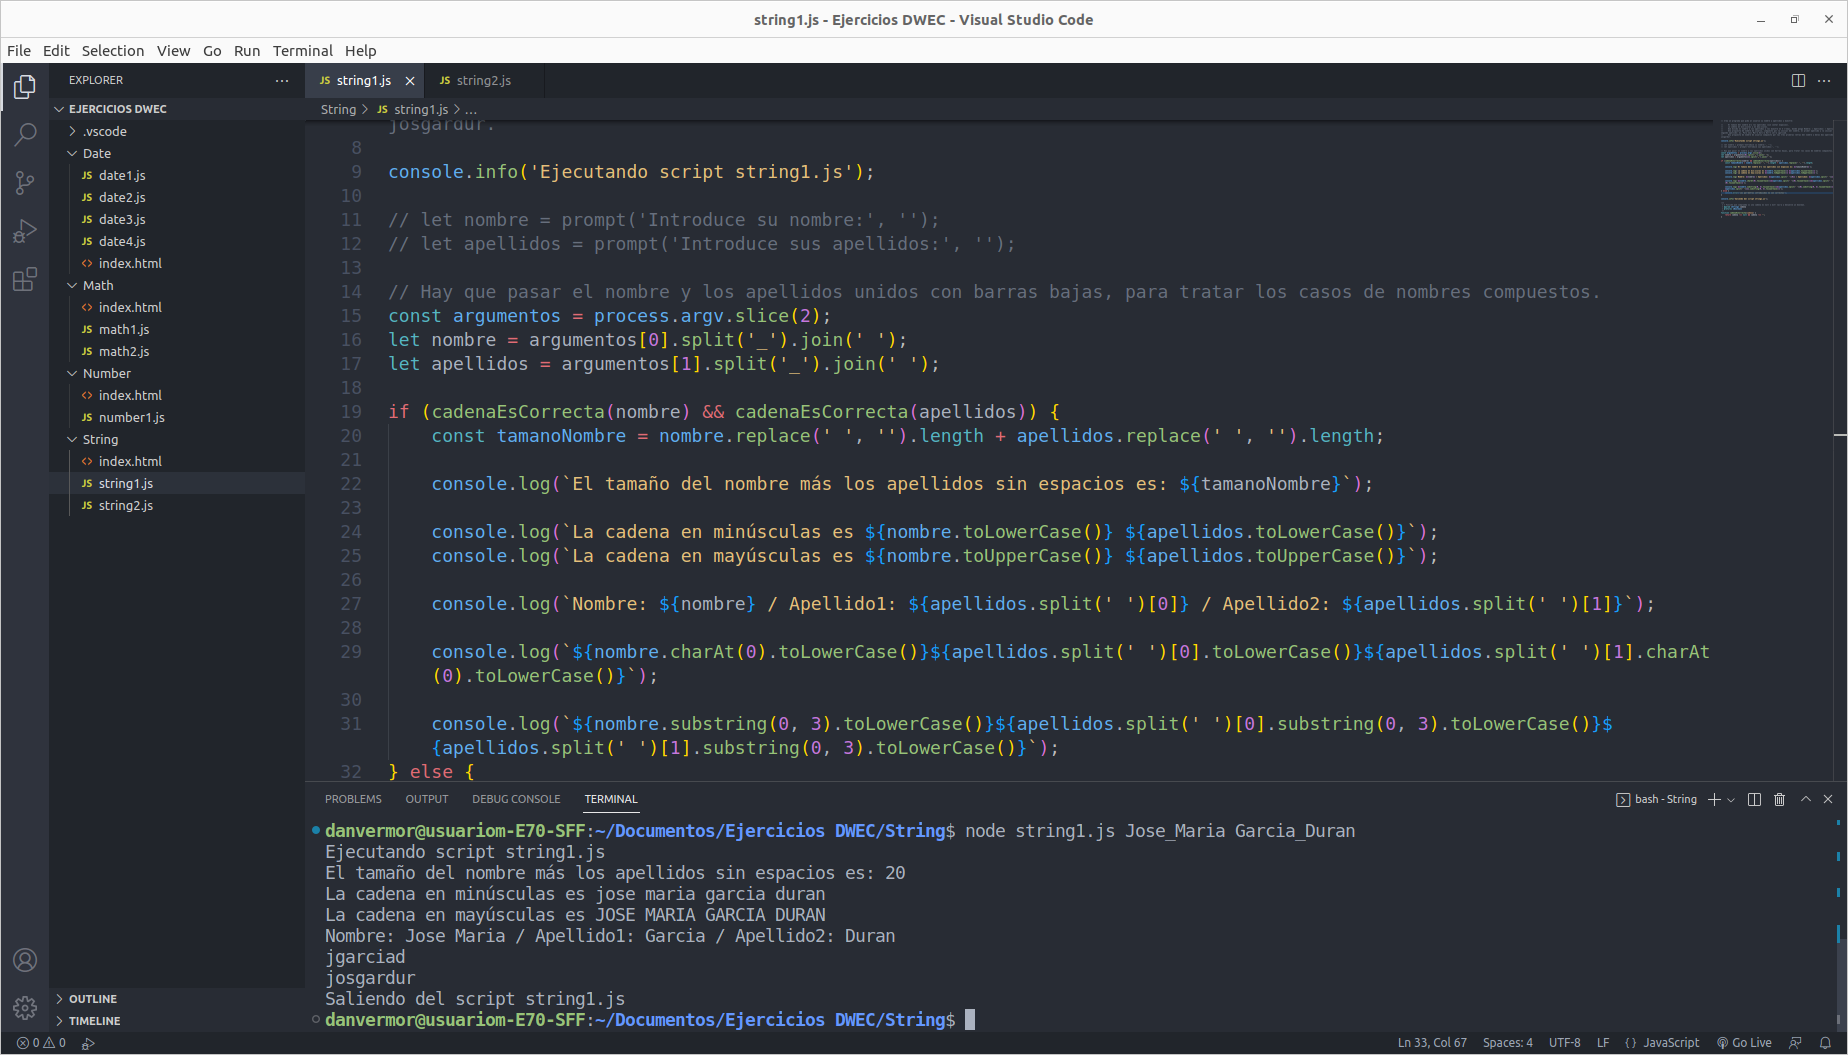 string1.js - Ejercicios DWEC - Visual Studio Code
File Edit Selection View Go Run Terminal Help
EXPLORER
EJERCICIOS DWEC
.vscode
Date
JS date1.js
JS date2.js
JS date3.js
JS date4.js
<> index.html
Math
<> index.html
JS math1.js
JS math2.js
Number
<> index.html
JS number1.js
String
<> index.html
JS string1.js
JS string2.js
OUTLINE
TIMELINE
JS string1.js JS string2.js
String > JS string1.js > ...
josgardur.
8
9 console.info('Ejecutando script string1.js');
10
11 // let nombre = prompt('Introduce su nombre:', '');
12 // let apellidos = prompt('Introduce sus apellidos:', '');
13
14 // Hay que pasar el nombre y los apellidos unidos con barras bajas, para tratar los casos de nombres compuestos.
15 const argumentos = process.argv.slice(2);
16 let nombre = argumentos[0].split('_').join(' ');
17 let apellidos = argumentos[1].split('_').join(' ');
18
19 if (cadenaEsCorrecta(nombre) && cadenaEsCorrecta(apellidos)) {
20 const tamanoNombre = nombre.replace(' ', '').length + apellidos.replace(' ', '').length;
21
22 console.log(`El tamaño del nombre más los apellidos sin espacios es: ${tamanoNombre}`);
23
24 console.log(`La cadena en minúsculas es ${nombre.toLowerCase()} ${apellidos.toLowerCase()}`);
25 console.log(`La cadena en mayúsculas es ${nombre.toUpperCase()} ${apellidos.toUpperCase()}`);
26
27 console.log(`Nombre: ${nombre} / Apellido1: ${apellidos.split(' ')[0]} / Apellido2: ${apellidos.split(' ')[1]}`);
28
29 console.log(`${nombre.charAt(0).toLowerCase()}${apellidos.split(' ')[0].toLowerCase()}${apellidos.split(' ')[1].charAt
(0).toLowerCase()}`);
30
31 console.log(`${nombre.substring(0, 3).toLowerCase()}${apellidos.split(' ')[0].substring(0, 3).toLowerCase()}$
{apellidos.split(' ')[1].substring(0, 3).toLowerCase()}`);
32 } else {
PROBLEMS OUTPUT DEBUG CONSOLE TERMINAL bash - String
danvermor@usuariom-E70-SFF:~/Documentos/Ejercicios DWEC/String$ node string1.js Jose_Maria Garcia_Duran
Ejecutando script string1.js
El tamaño del nombre más los apellidos sin espacios es: 20
La cadena en minúsculas es jose maria garcia duran
La cadena en mayúsculas es JOSE MARIA GARCIA DURAN
Nombre: Jose Maria / Apellido1: Garcia / Apellido2: Duran
jgarciad
josgardur
Saliendo del script string1.js
danvermor@usuariom-E70-SFF:~/Documentos/Ejercicios DWEC/String$
0 0 Ln 33, Col 67 Spaces: 4 UTF-8 LF {} JavaScript Go Live